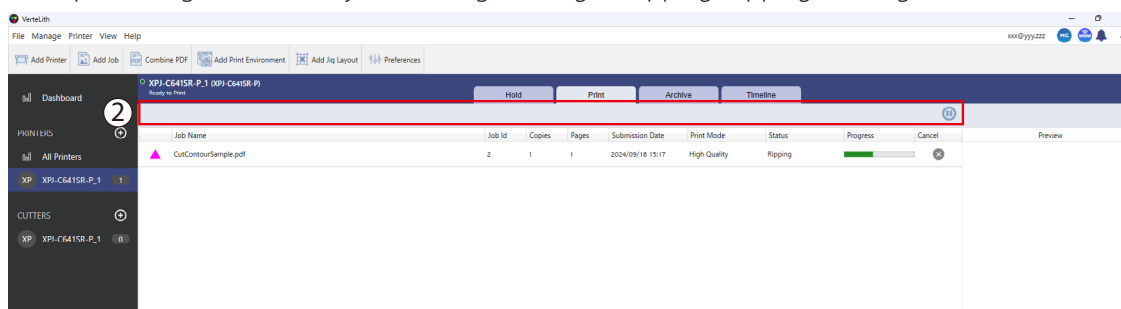 VerteLith
File Manage Printer View Help
xxx@yyy.zzz MC
Add Printer Add Job Combine PDF Add Print Environment Add Jig Layout Preferences
XPJ-C641SR-P_1 (XPJ-C641SR-P)
Ready to Print
Hold Print Archive Timeline
Dashboard
2
PRINTERS
Job Name Job Id Copies Pages Submission Date Print Mode Status Progress Cancel Preview
All Printers
CutContourSample.pdf 2 1 1 2024/09/18 15:17 High Quality Ripping
XP XPJ-C641SR-P_1 1
CUTTERS
XP XPJ-C641SR-P_1 0